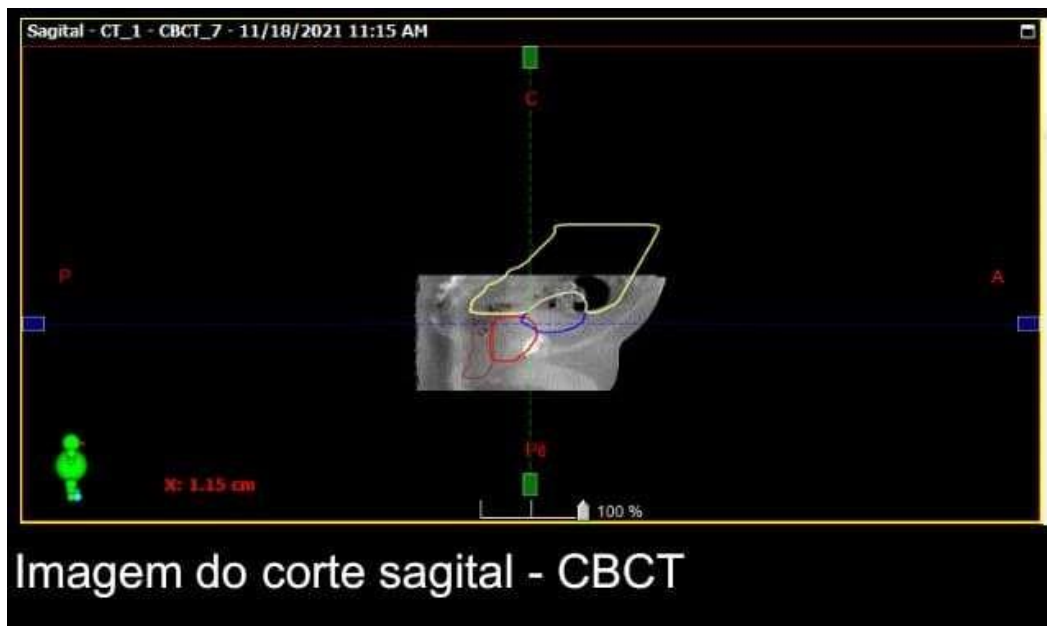 Sagital - CT_1 - CBCT_7 - 11/18/2021 11:15 AM
C
P
A
Pé
X: 1.15 cm
100 %
Imagem do corte sagital - CBCT